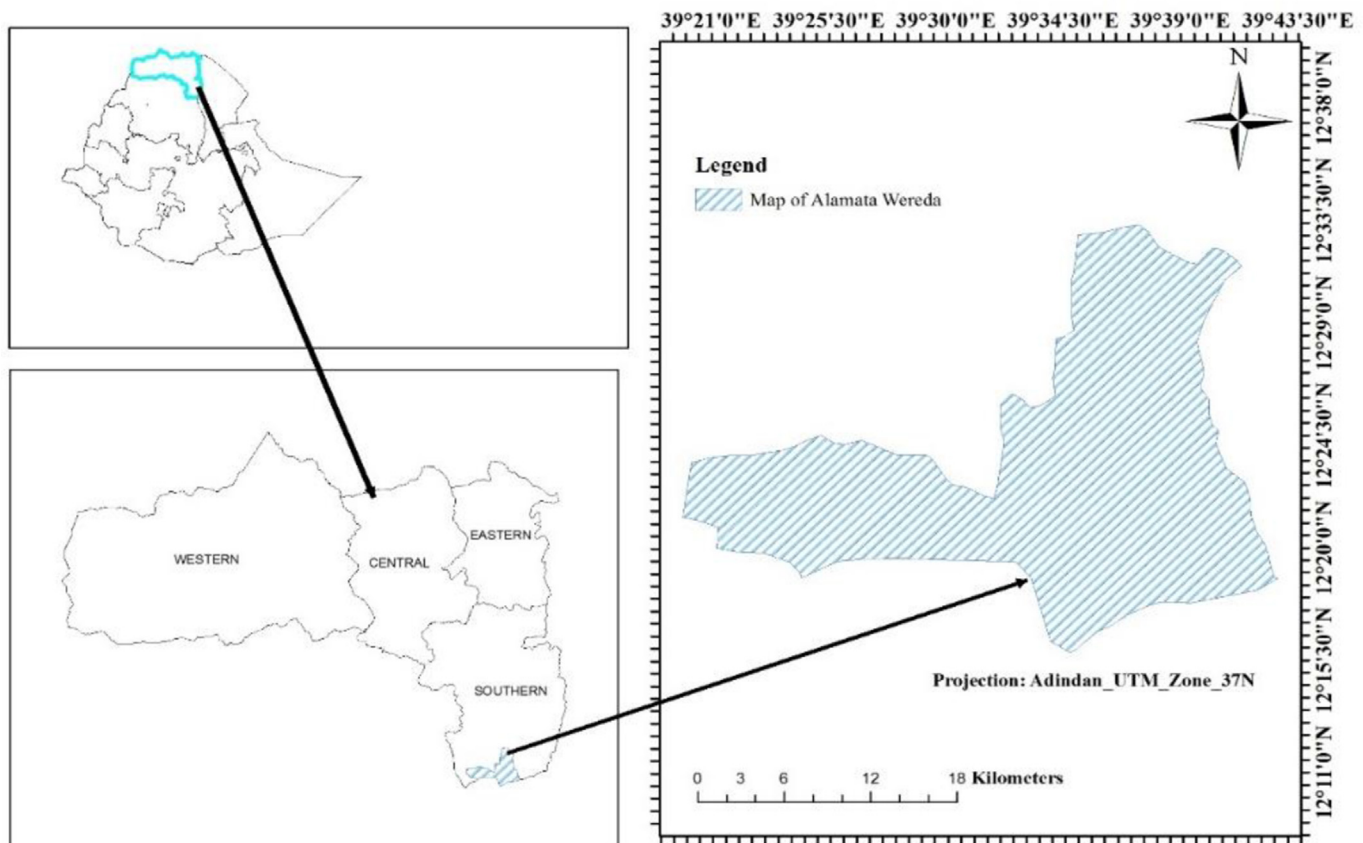 39°21'0"E 39°25'30"E 39°30'0"E 39°34'30"E 39°39'0"E 39°43'30"E
N
12°38'0"N
Legend
Map of Alamata Wereda
12°33'30"N
12°29'0"N
12°24'30"N
12°20'0"N
12°15'30"N
12°11'0"N
WESTERN
CENTRAL
EASTERN
SOUTHERN
Projection: Adindan_UTM_Zone_37N
0 3 6 12 18 Kilometers